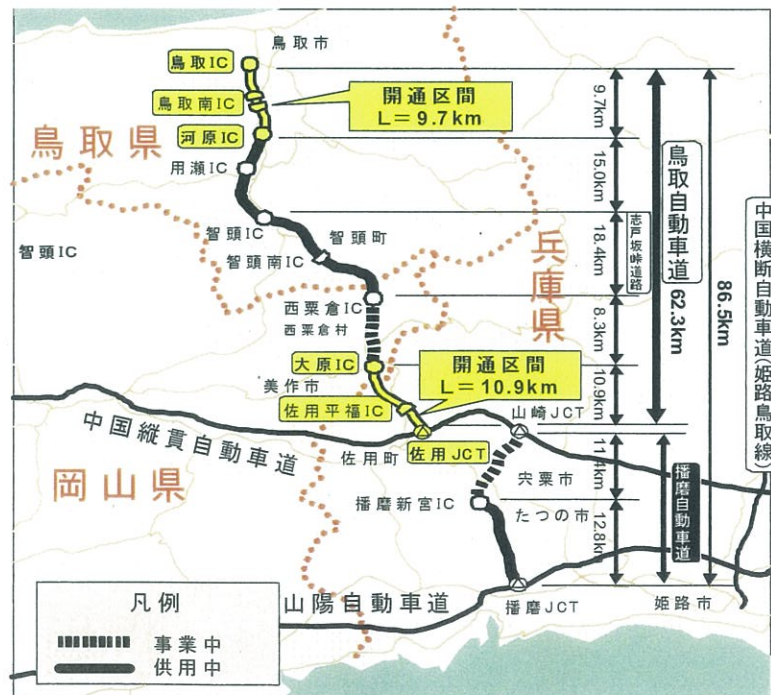 鳥取市
鳥取IC
鳥取南IC
開通区間
L=9.7km
河原IC
鳥取県
用瀬IC
智頭IC
智頭IC
智頭町
智頭南IC
兵庫県
西粟倉IC
西粟倉村
大原IC
開通区間
L=10.9km
美作市
佐用平福IC
山崎JCT
中国縦貫自動車道
佐用町
佐用JCT
岡山県
宍粟市
播磨新宮IC
たつの市
山陽自動車道
播磨JCT
姫路市
9.7km
15.0km
志戸坂峠道路
18.4km
8.3km
10.9km
11.4km
12.8km
鳥取自動車道
62.3km
播磨自動車道
86.5km
中国横断自動車道(姫路鳥取線)
凡例
事業中
供用中